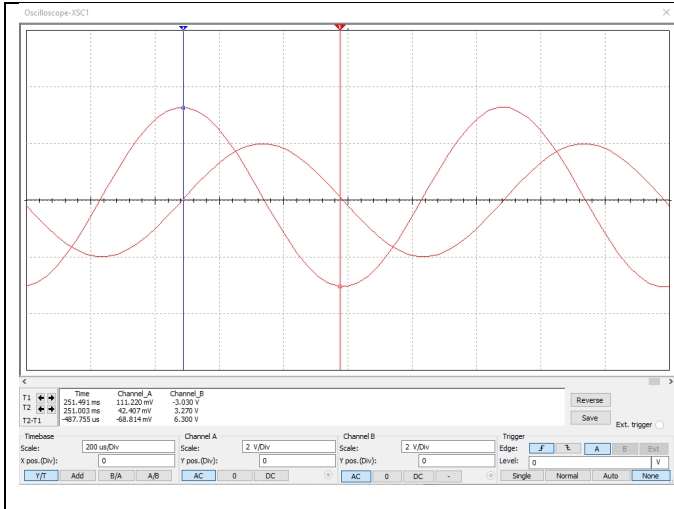 Oscilloscope-XSC1
Time Channel_A Channel_B
T1 251.491 ms 111.220 mV -3.030 V
T2 251.003 ms 42.407 mV 3.270 V
T2-T1 -487.755 us -68.814 mV 6.300 V
Reverse
Save
Ext. trigger
Timebase
Scale: 200 us/Div
X pos.(Div): 0
Y/T Add B/A A/B
Channel A
Scale: 2 V/Div
Y pos.(Div): 0
AC 0 DC
Channel B
Scale: 2 V/Div
Y pos.(Div): 0
AC 0 DC -
Trigger
Edge: A B Ext
Level: 0 V
Single Normal Auto None